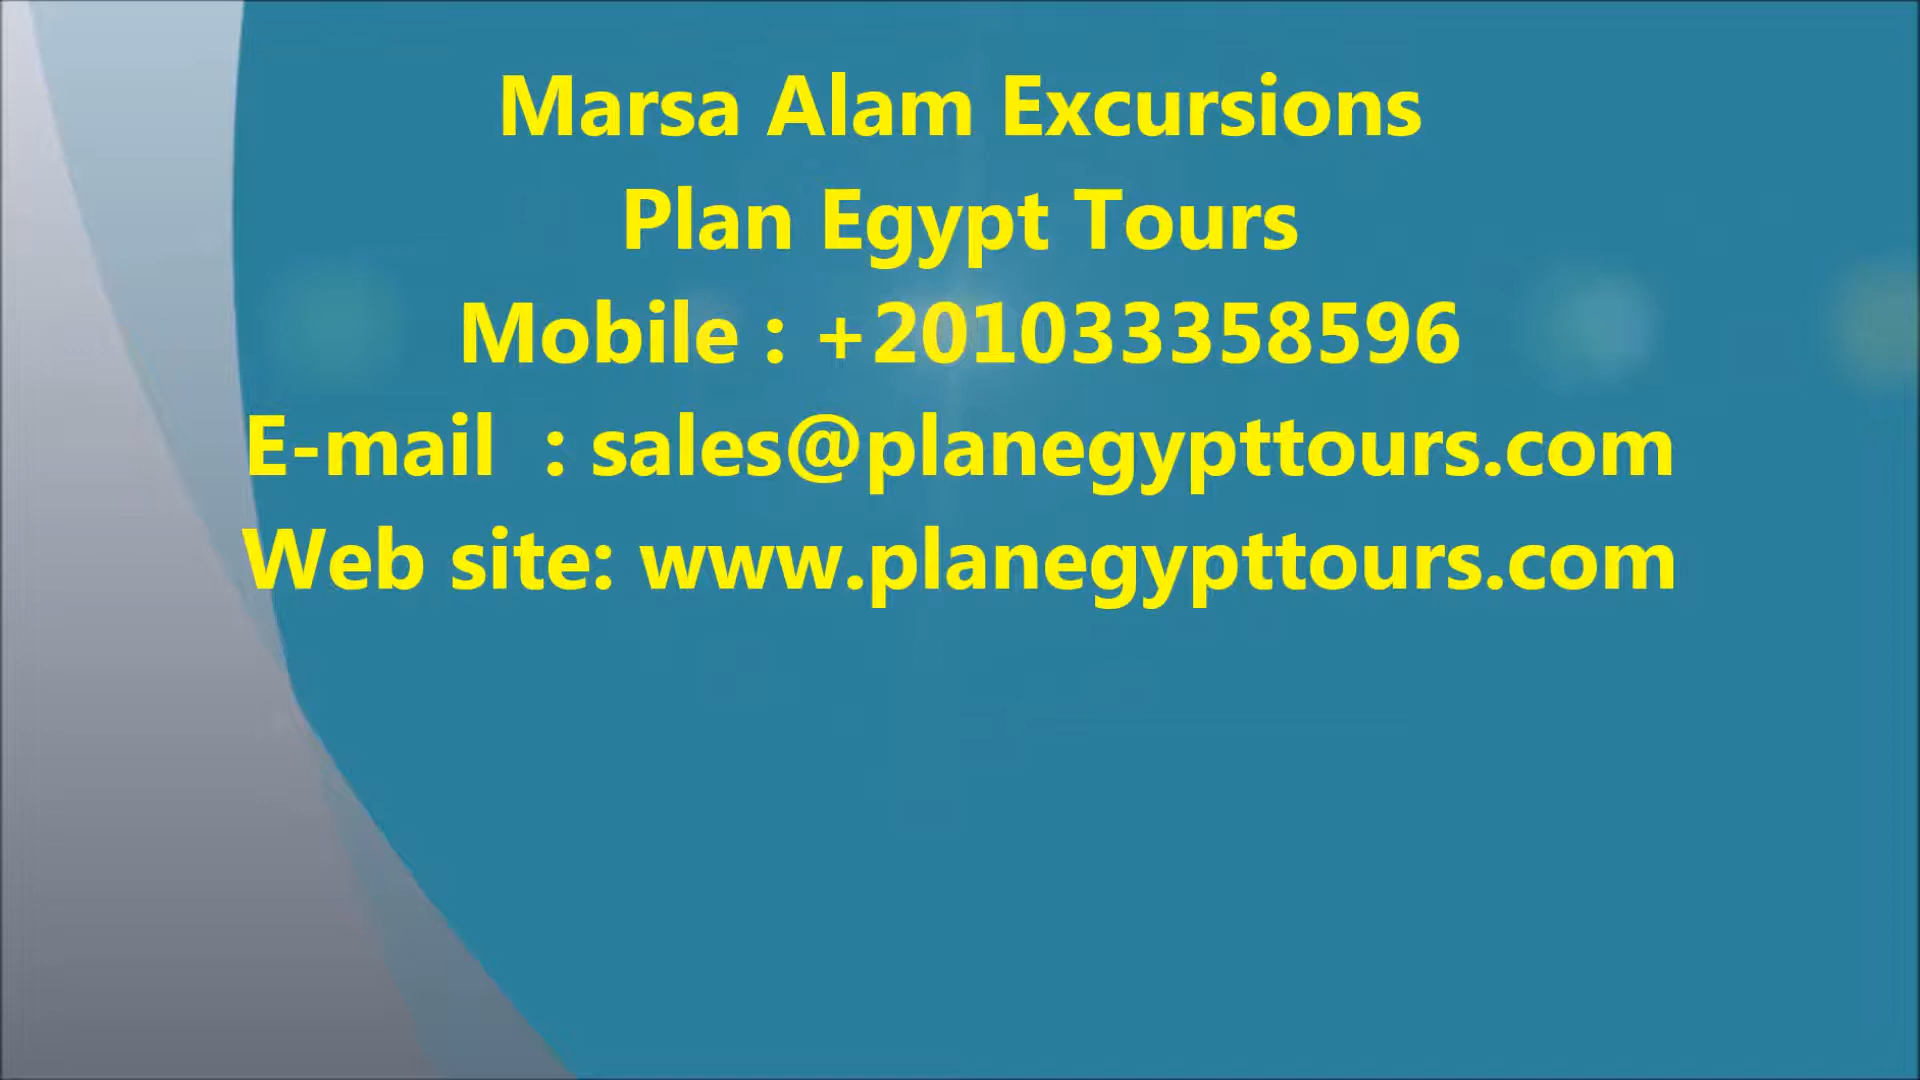 Marsa Alam Excursions
Plan Egypt Tours
Mobile : +201033358596
E-mail  : sales@planegypttours.com
Web site: www.planegypttours.com